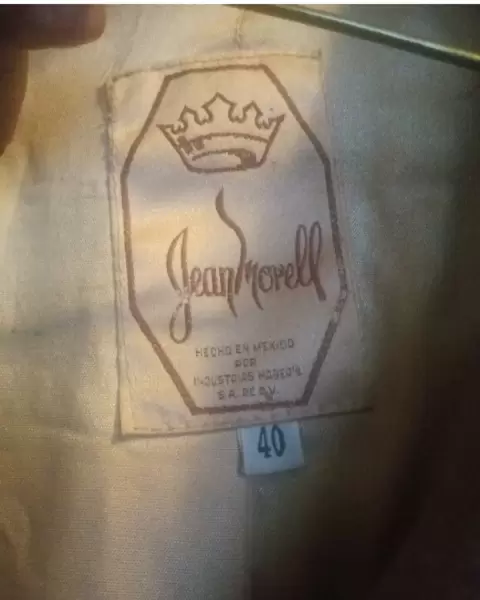 Jean Morell
HECHO EN MEXICO
POR
INDUSTRIAS
S.A. DE C.V.
40